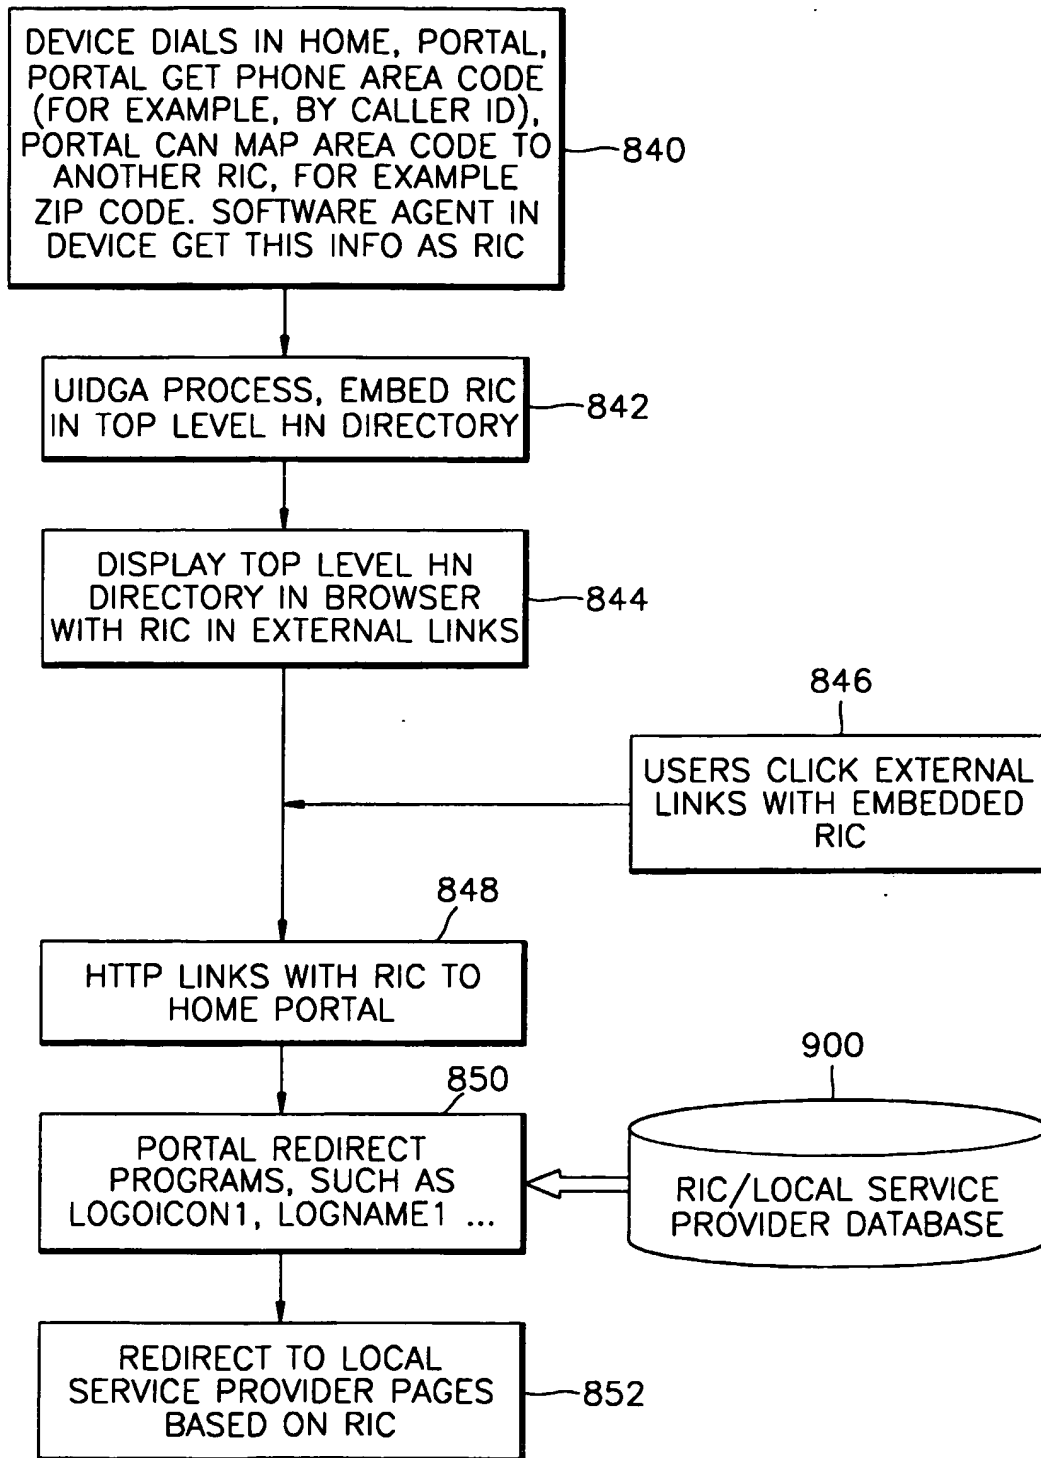 DEVICE DIALS IN HOME, PORTAL,
PORTAL GET PHONE AREA CODE
(FOR EXAMPLE, BY CALLER ID),
PORTAL CAN MAP AREA CODE TO
ANOTHER RIC, FOR EXAMPLE
ZIP CODE. SOFTWARE AGENT IN
DEVICE GET THIS INFO AS RIC
840
UIDGA PROCESS, EMBED RIC
IN TOP LEVEL HN DIRECTORY
842
DISPLAY TOP LEVEL HN
DIRECTORY IN BROWSER
WITH RIC IN EXTERNAL LINKS
844
846
USERS CLICK EXTERNAL
LINKS WITH EMBEDDED
RIC
848
HTTP LINKS WITH RIC TO
HOME PORTAL
850
PORTAL REDIRECT
PROGRAMS, SUCH AS
LOGOICON1, LOGNAME1 ...
900
RIC/LOCAL SERVICE
PROVIDER DATABASE
REDIRECT TO LOCAL
SERVICE PROVIDER PAGES
BASED ON RIC
852